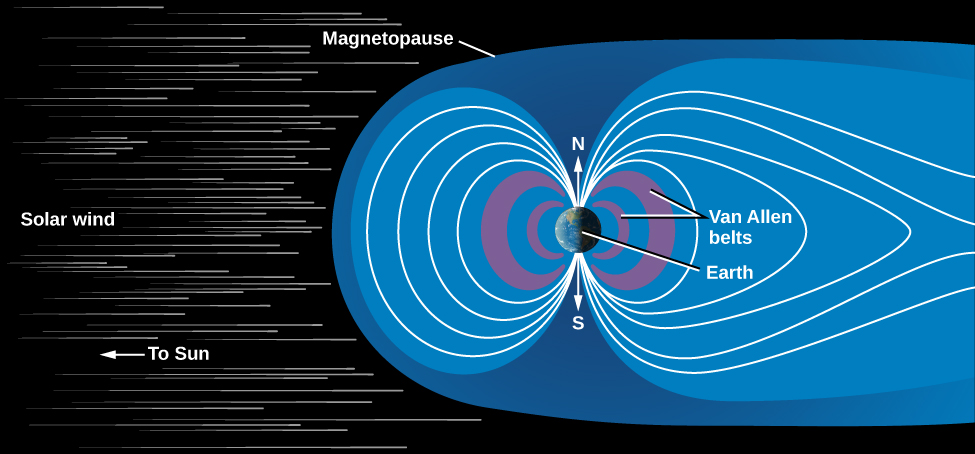 Magnetopause
N
Solar wind
Van Allen
belts
Earth
S
To Sun